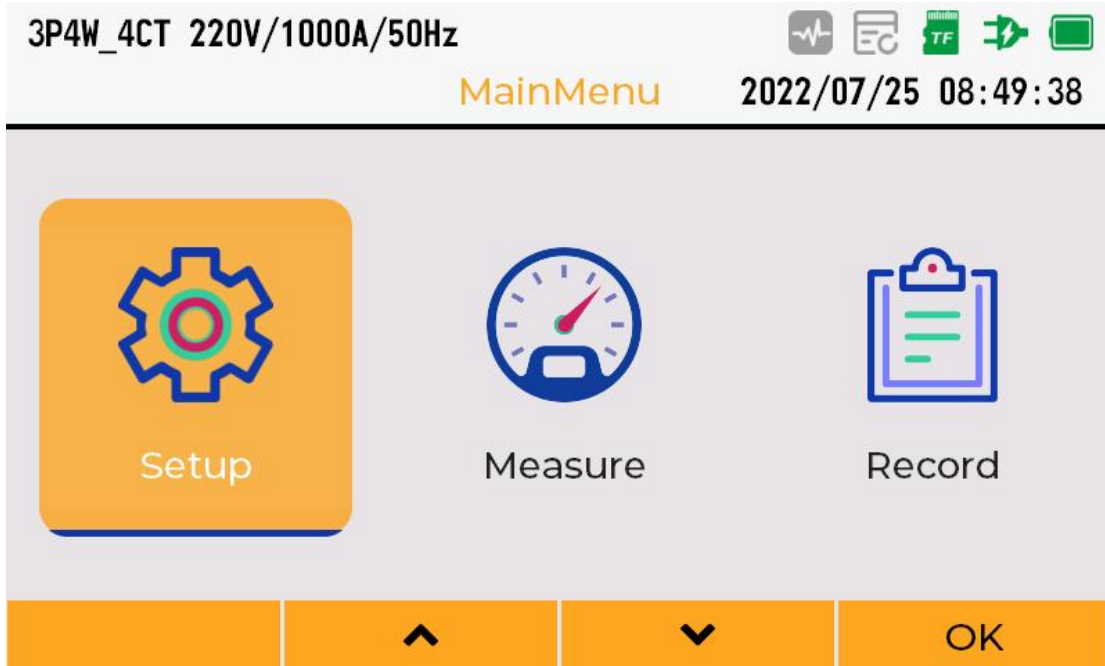 3P4W_4CT 220V/1000A/50Hz
TF
MainMenu
2022/07/25 08:49:38
Setup
Measure
Record
OK